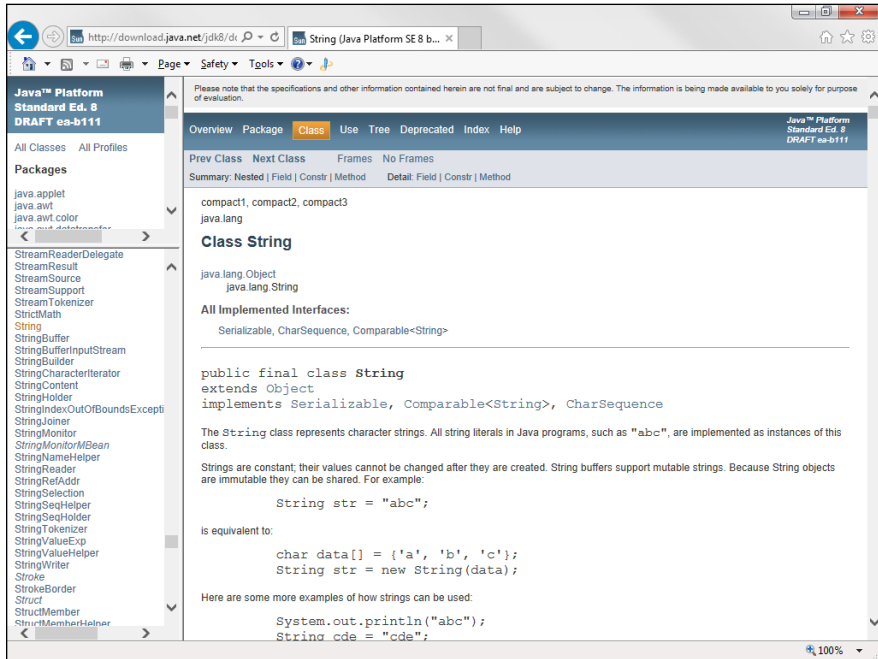 http://download.java.net/jdk8/dc
String (Java Platform SE 8 b...
Page Safety Tools
Java™ Platform
Standard Ed. 8
DRAFT ea-b111
All Classes All Profiles
Packages
java.applet
java.awt
java.awt.color
java.awt.datatransfer
StreamReaderDelegate
StreamResult
StreamSource
StreamSupport
StreamTokenizer
StrictMath
String
StringBuffer
StringBufferInputStream
StringBuilder
StringCharacterIterator
StringContent
StringHolder
StringIndexOutOfBoundsExcepti
StringJoiner
StringMonitor
StringMonitorMBean
StringNameHelper
StringReader
StringRefAddr
StringSelection
StringSeqHelper
StringSeqHolder
StringTokenizer
StringValueExp
StringValueHelper
StringWriter
Stroke
StrokeBorder
Struct
StructMember
StructMemberHelper
Please note that the specifications and other information contained herein are not final and are subject to change. The information is being made available to you solely for purpose
of evaluation.
Overview Package Class Use Tree Deprecated Index Help
Java™ Platform
Standard Ed. 8
DRAFT ea-b111
Prev Class Next Class Frames No Frames
Summary: Nested | Field | Constr | Method Detail: Field | Constr | Method
compact1, compact2, compact3
java.lang
Class String
java.lang.Object
java.lang.String
All Implemented Interfaces:
Serializable, CharSequence, Comparable<String>
public final class String
extends Object
implements Serializable, Comparable<String>, CharSequence
The String class represents character strings. All string literals in Java programs, such as "abc", are implemented as instances of this
class.
Strings are constant; their values cannot be changed after they are created. String buffers support mutable strings. Because String objects
are immutable they can be shared. For example:
String str = "abc";
is equivalent to:
char data[] = {'a', 'b', 'c'};
String str = new String(data);
Here are some more examples of how strings can be used:
System.out.println("abc");
String cde = "cde";
100%